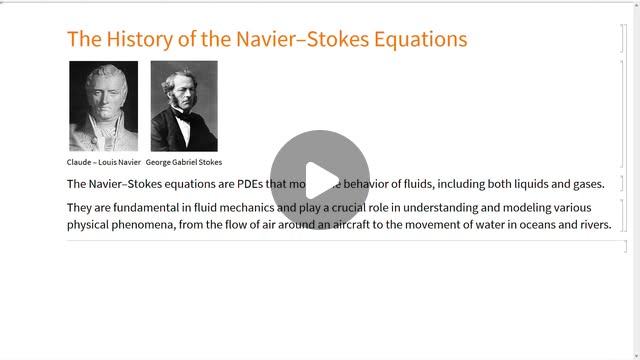 The History of the Navier–Stokes Equations
Claude – Louis Navier George Gabriel Stokes
The Navier–Stokes equations are PDEs that behavior of fluids, including both liquids and gases.
They are fundamental in fluid mechanics and play a crucial role in understanding and modeling various
physical phenomena, from the flow of air around an aircraft to the movement of water in oceans and rivers.